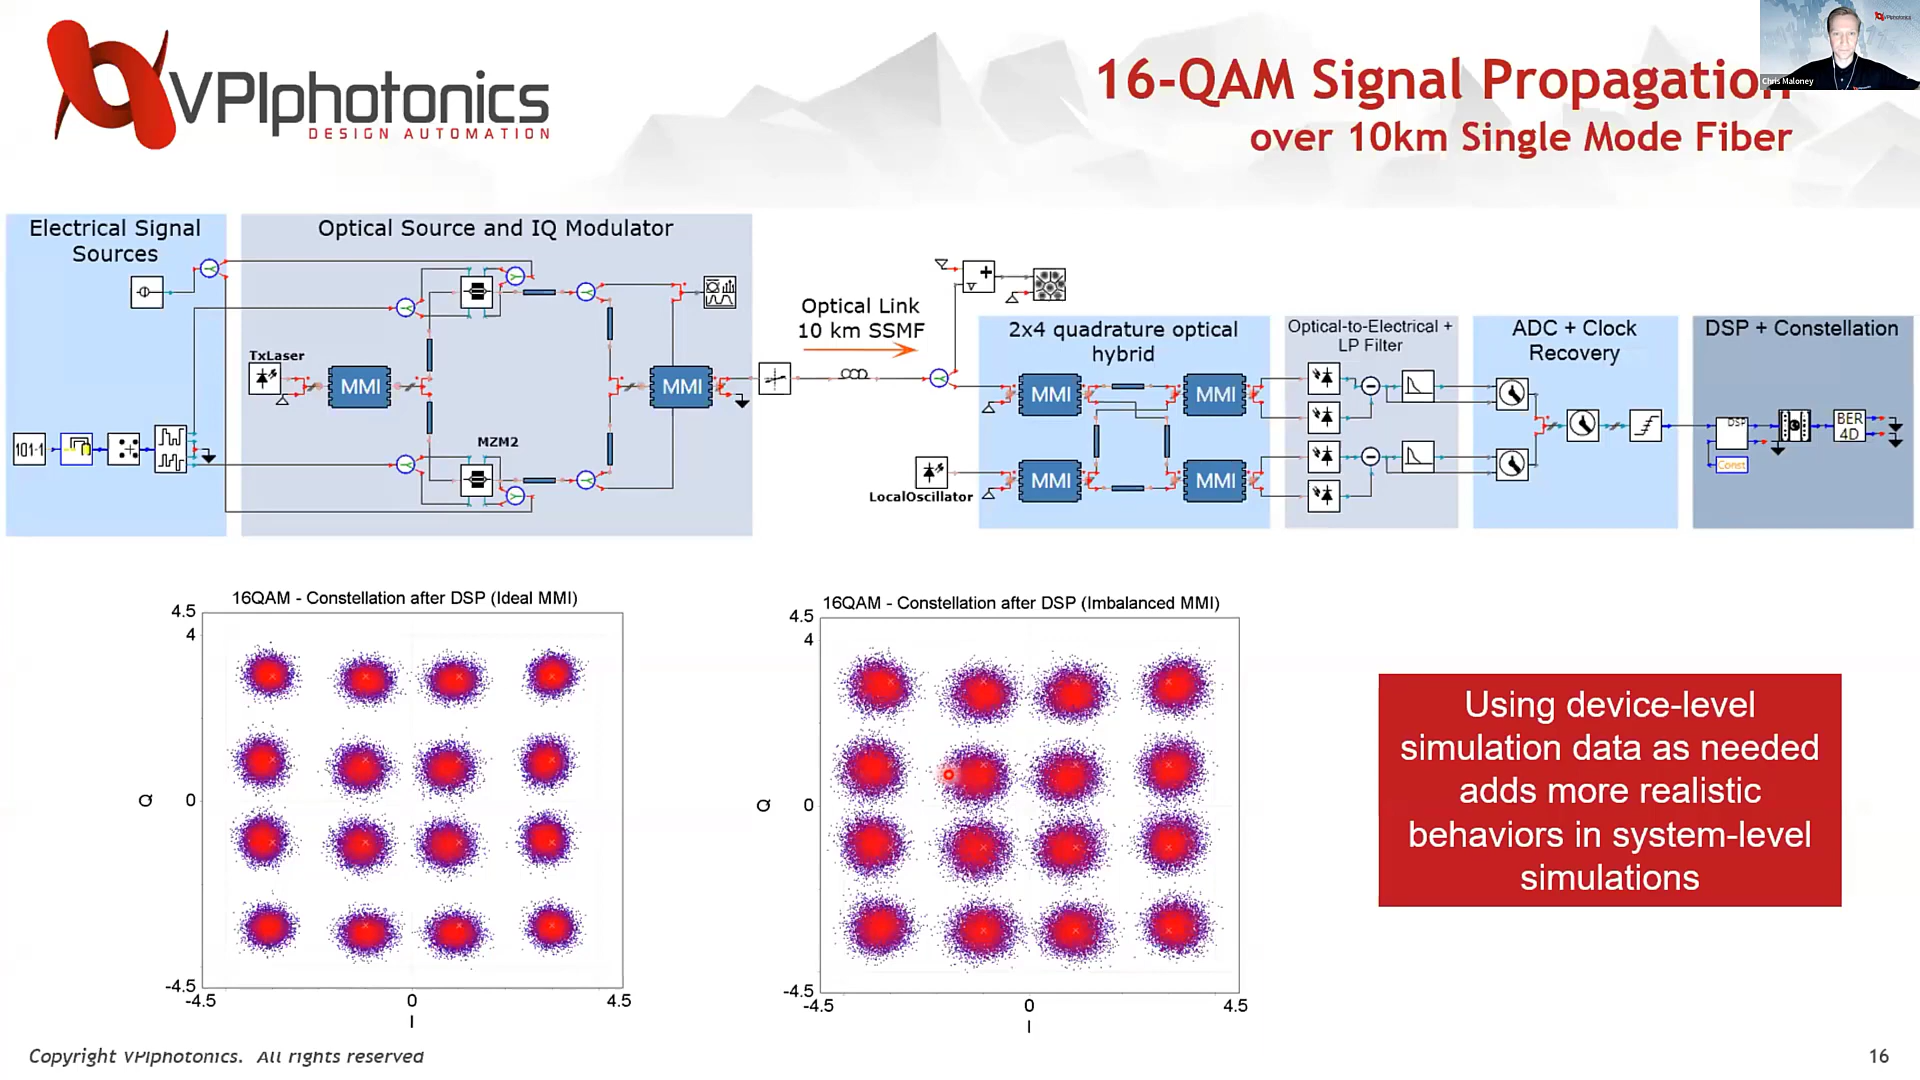 VPIphotonics
DESIGN AUTOMATION
16-QAM Signal Propagation
over 10km Single Mode Fiber
Chris Maloney
Electrical Signal
Sources
Optical Source and IQ Modulator
TxLaser
MMI
MMI
MZM2
101-1
Optical Link
10 km SSMF
2x4 quadrature optical
hybrid
MMI
MMI
MMI
MMI
LocalOscillator
Optical-to-Electrical +
LP Filter
ADC + Clock
Recovery
DSP + Constellation
DSP
Const
BER
4D
16QAM - Constellation after DSP (Ideal MMI)
4.5
4
Q
0
-4.5
-4.5
0
4.5
I
16QAM - Constellation after DSP (Imbalanced MMI)
4.5
4
Q
0
-4.5
-4.5
0
4.5
I
Using device-level
simulation data as needed
adds more realistic
behaviors in system-level
simulations
Copyright VPIphotonics. All rights reserved
16